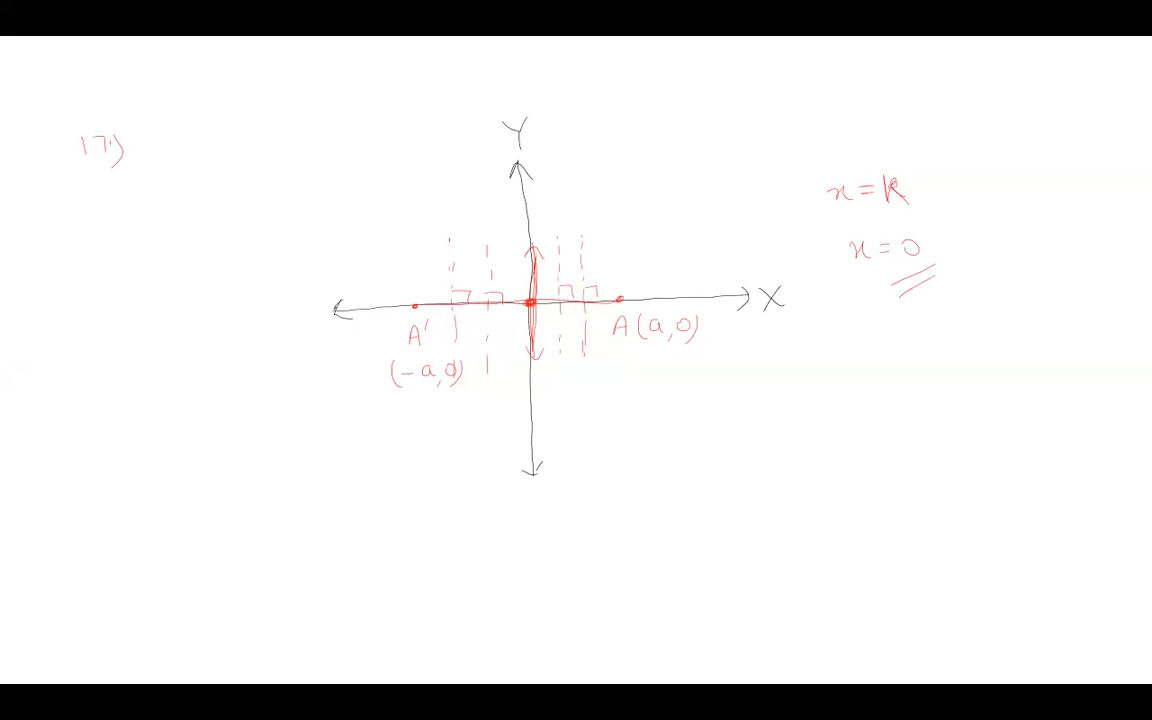 17)
Y
x = k
x = 0
X
A' A(a,0)
(-a,0)